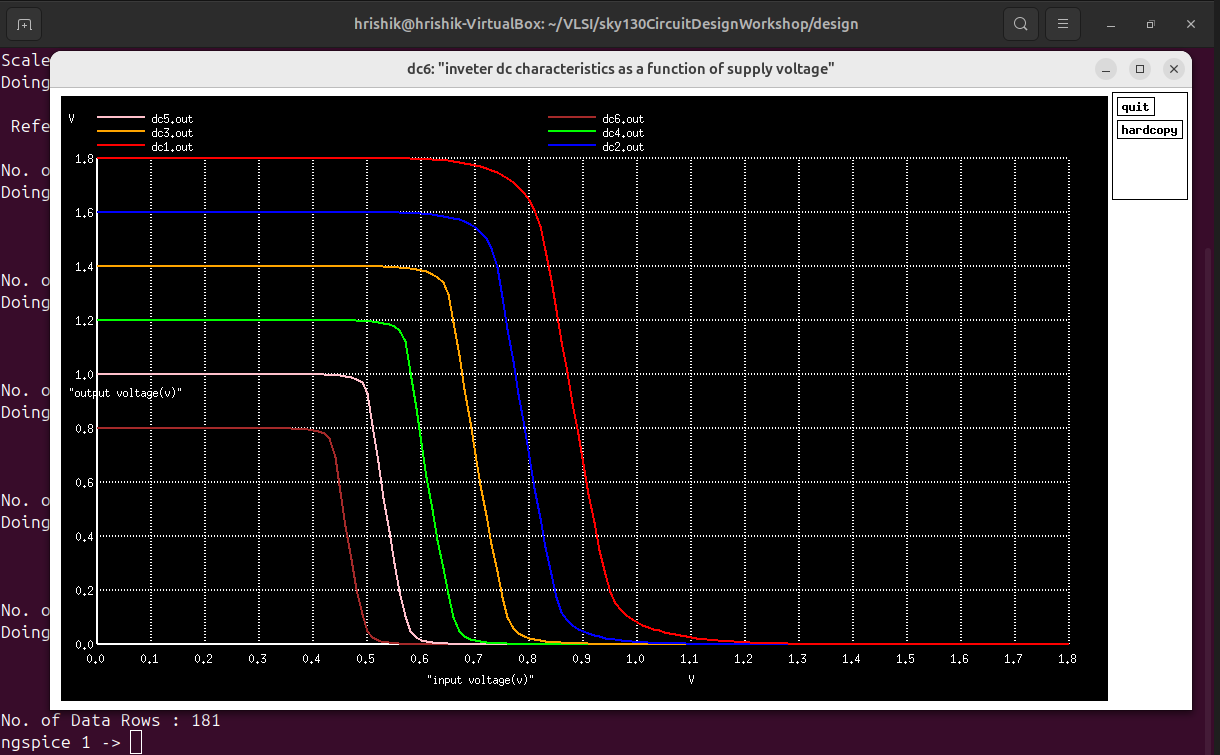 hrishik@hrishik-VirtualBox: ~/VLSI/sky130CircuitDesignWorkshop/design
Scale
Doing
Refe
No. o
Doing
No. o
Doing
No. o
Doing
No. o
Doing
No. o
Doing
dc6: "inveter dc characteristics as a function of supply voltage"
quit
hardcopy
V
dc5.out
dc6.out
dc3.out
dc4.out
dc1.out
dc2.out
1.8
1.6
1.4
1.2
1.0
"output voltage(v)"
0.8
0.6
0.4
0.2
0.0
0.0 0.1 0.2 0.3 0.4 0.5 0.6 0.7 0.8 0.9 1.0 1.1 1.2 1.3 1.4 1.5 1.6 1.7 1.8
"input voltage(v)" V
No. of Data Rows : 181
ngspice 1 ->